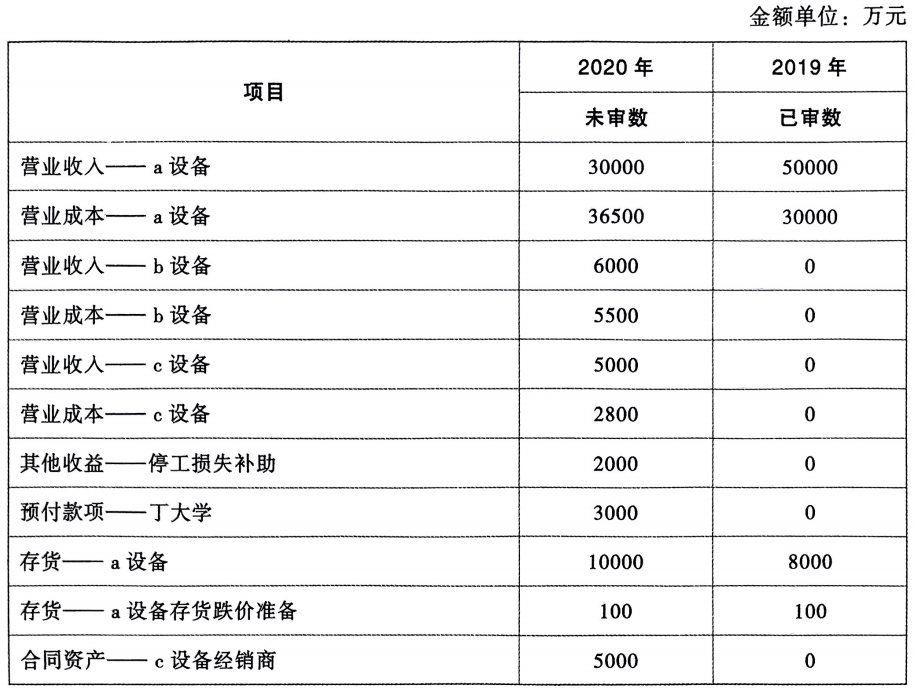 金额单位：万元
项目 2020 年 2019 年
未审数 已审数
营业收入—— a 设备 30000 50000
营业成本—— a 设备 36500 30000
营业收入—— b 设备 6000 0
营业成本—— b 设备 5500 0
营业收入—— c 设备 5000 0
营业成本—— c 设备 2800 0
其他收益——停工损失补助 2000 0
预付款项——丁大学 3000 0
存货—— a 设备 10000 8000
存货—— a 设备存货跌价准备 100 100
合同资产—— c 设备经销商 5000 0